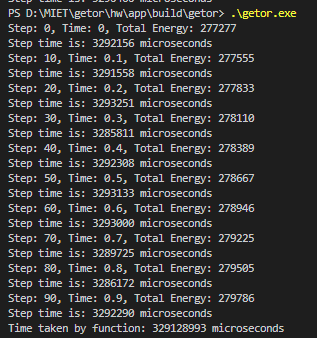 PS D:\MIET\getor\hw\app\build\getor> .\getor.exe
Step: 0, Time: 0, Total Energy: 277277
Step time is: 3292156 microseconds
Step: 10, Time: 0.1, Total Energy: 277555
Step time is: 3291558 microseconds
Step: 20, Time: 0.2, Total Energy: 277833
Step time is: 3293251 microseconds
Step: 30, Time: 0.3, Total Energy: 278110
Step time is: 3285811 microseconds
Step: 40, Time: 0.4, Total Energy: 278389
Step time is: 3292308 microseconds
Step: 50, Time: 0.5, Total Energy: 278667
Step time is: 3293133 microseconds
Step: 60, Time: 0.6, Total Energy: 278946
Step time is: 3293000 microseconds
Step: 70, Time: 0.7, Total Energy: 279225
Step time is: 3289725 microseconds
Step: 80, Time: 0.8, Total Energy: 279505
Step time is: 3286172 microseconds
Step: 90, Time: 0.9, Total Energy: 279786
Step time is: 3292290 microseconds
Time taken by function: 329128993 microseconds